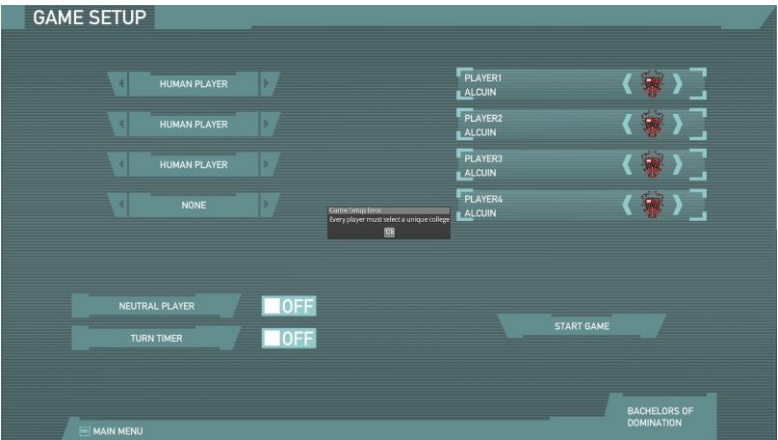 GAME SETUP
HUMAN PLAYER
PLAYER1
ALCUIN
HUMAN PLAYER
PLAYER2
ALCUIN
HUMAN PLAYER
PLAYER3
ALCUIN
NONE
PLAYER4
ALCUIN
Game Setup Error
Every player must select a unique college
Ok
NEUTRAL PLAYER
OFF
TURN TIMER
OFF
START GAME
BACHELORS OF
DOMINATION
MAIN MENU